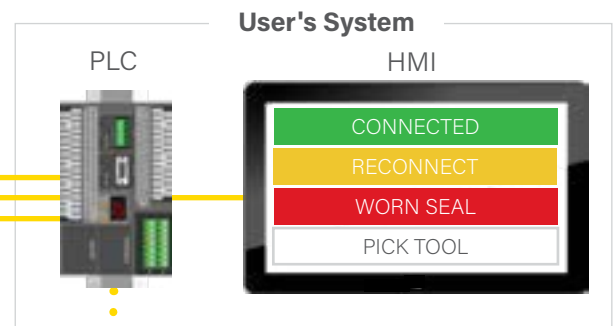 User's System
PLC
HMI
CONNECTED
RECONNECT
WORN SEAL
PICK TOOL